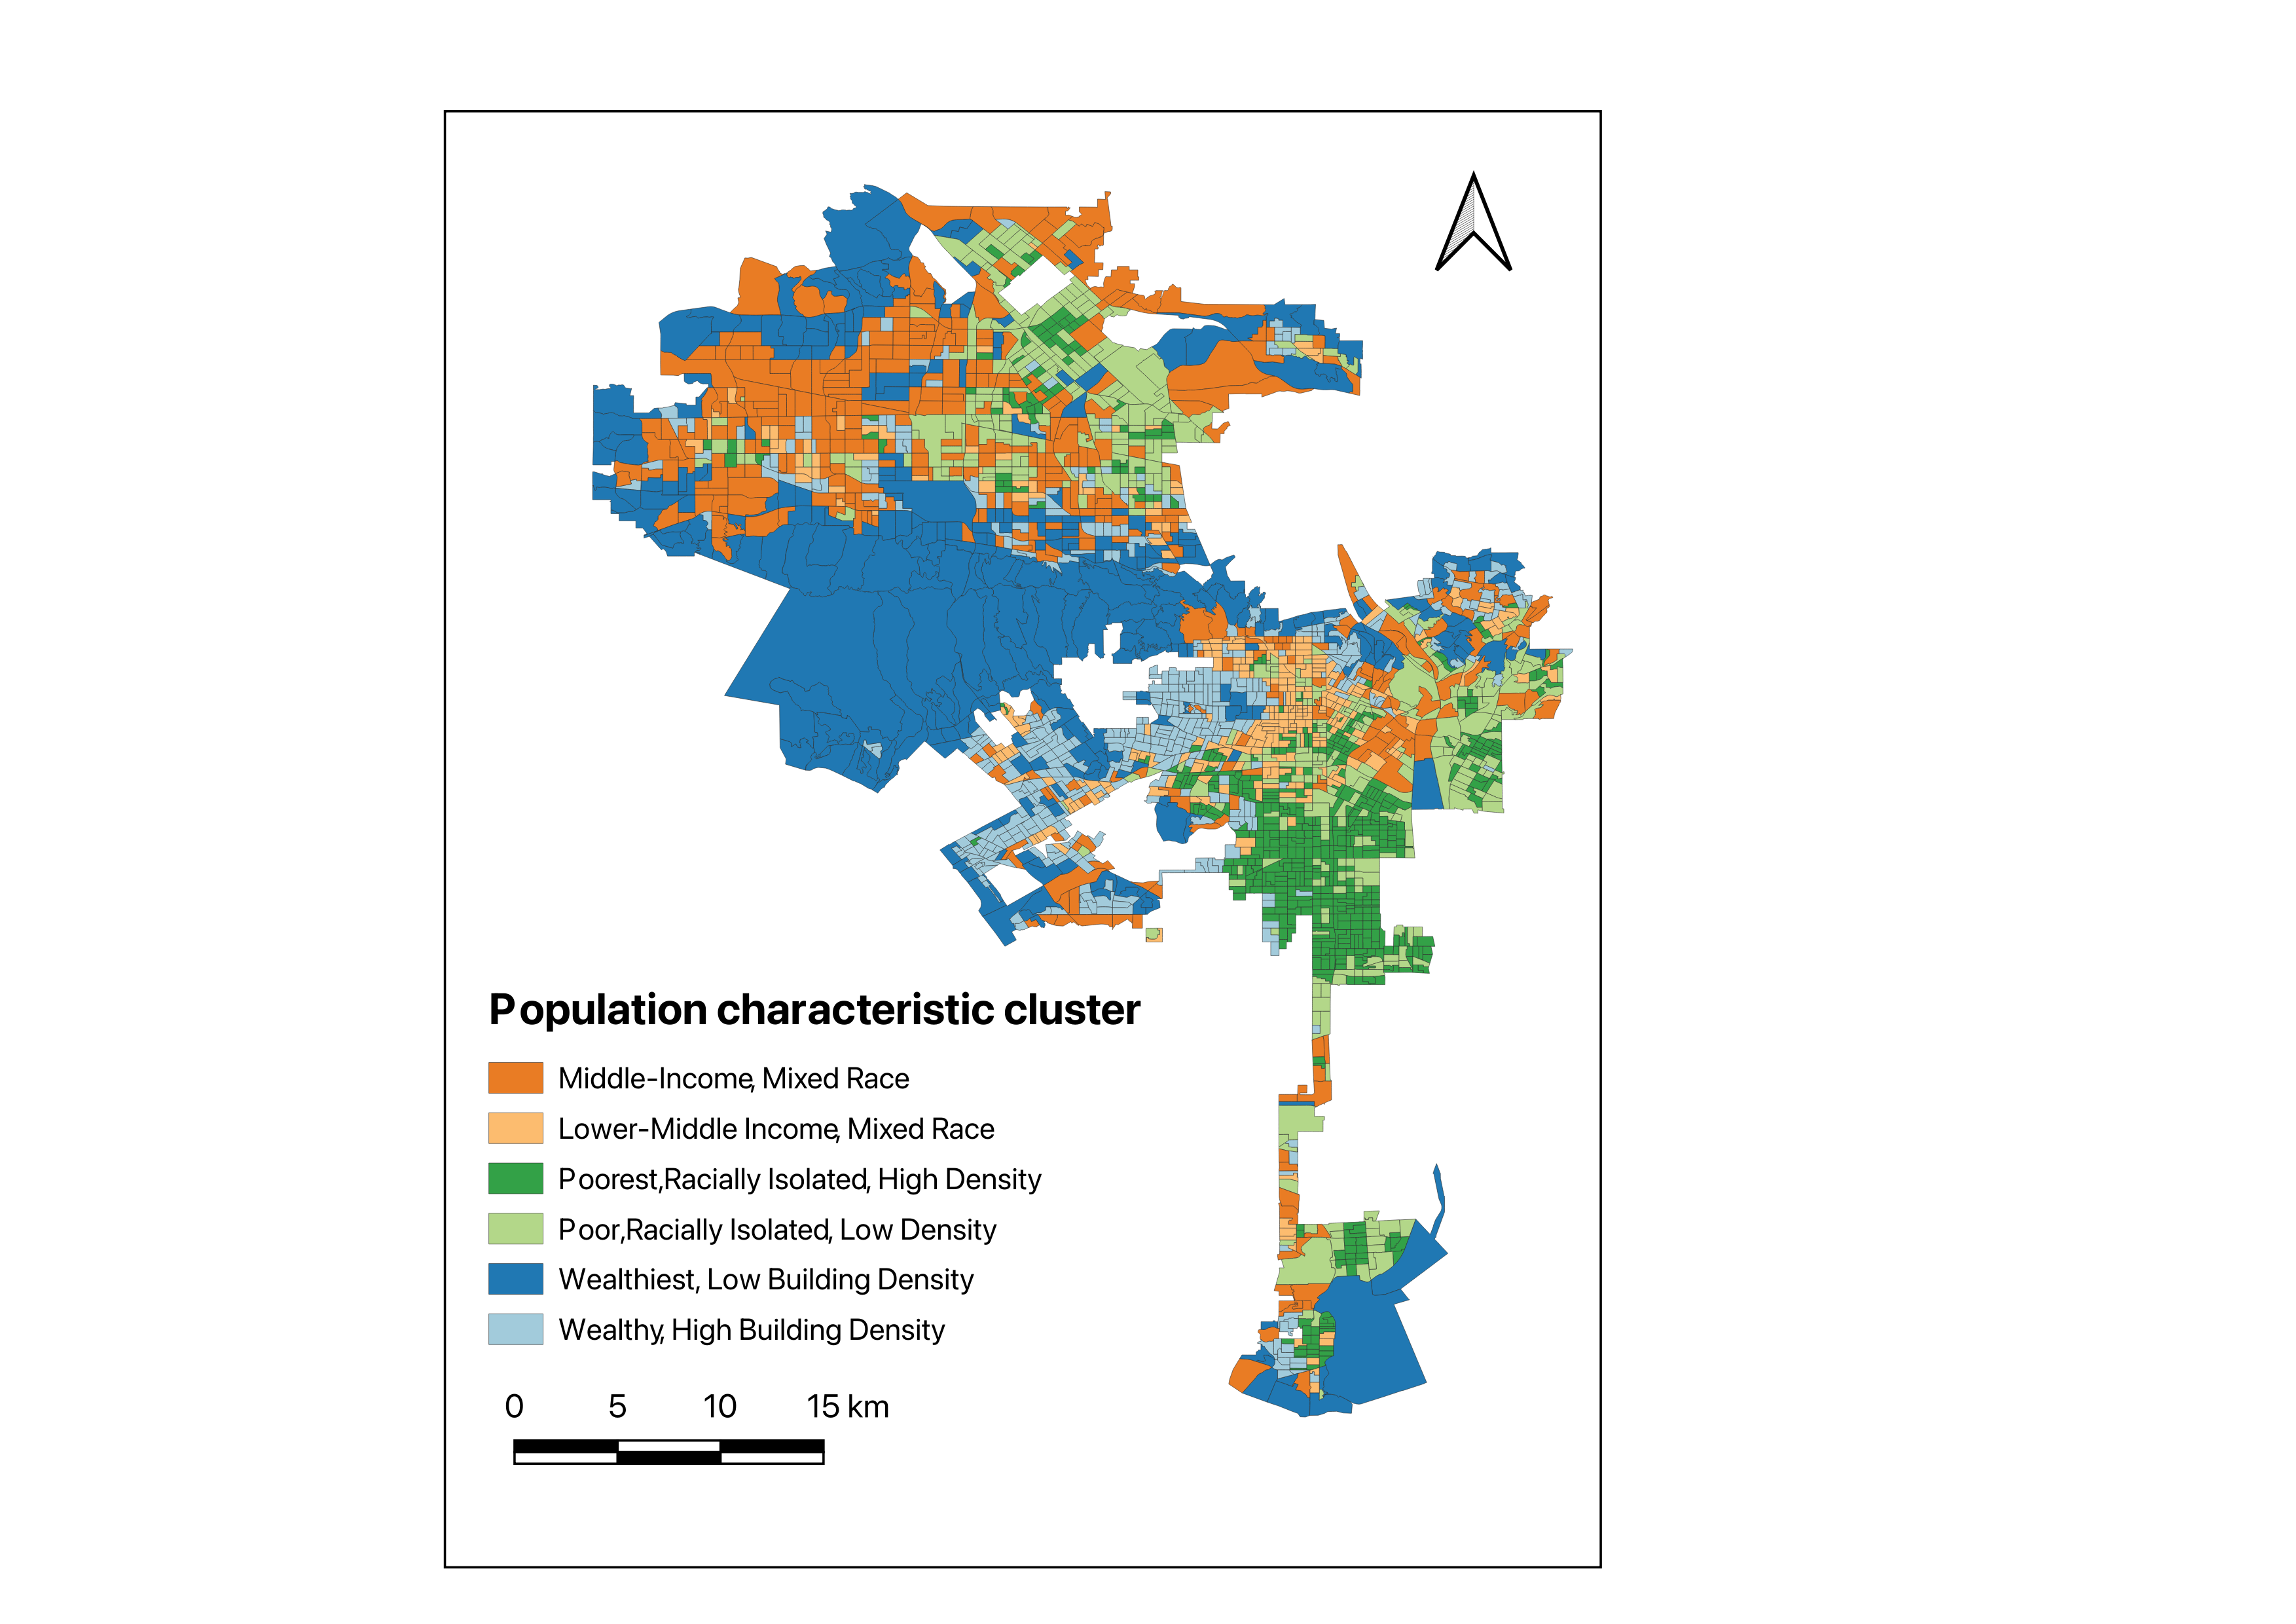 Population characteristic cluster
Middle-Income, Mixed Race
Lower-Middle Income, Mixed Race
Poorest,Racially Isolated, High Density
Poor,Racially Isolated, Low Density
Wealthiest, Low Building Density
Wealthy, High Building Density
0 5 10 15 km